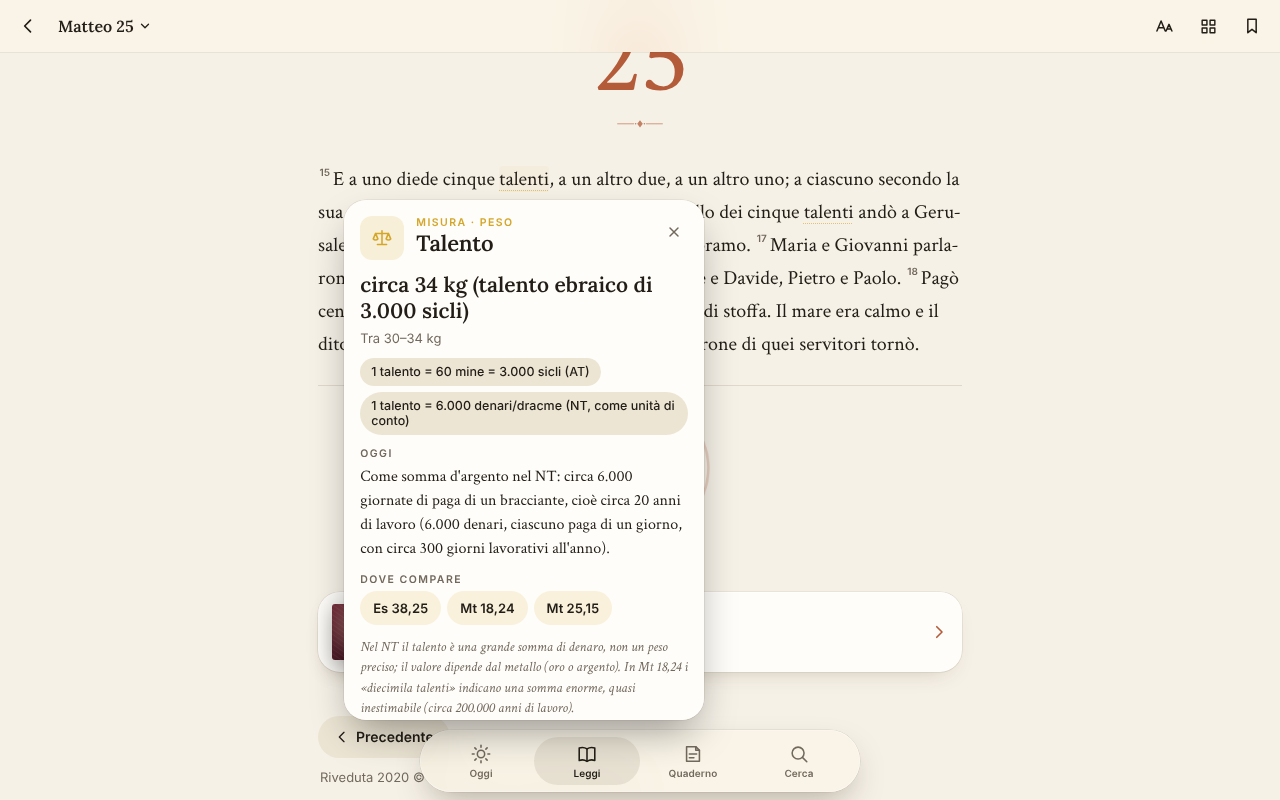 Matteo 25
AA
25
15 E a uno diede cinque talenti, a un altro due, a un altro uno; a ciascuno secondo la
sua
dei cinque talenti andò a Geru-
sale
17 Maria e Giovanni parla-
e Davide, Pietro e Paolo. 18 Pagò
di stoffa. Il mare era calmo e il
di quei servitori tornò.
MISURA · PESO
Talento
circa 34 kg (talento ebraico di
3.000 sicli)
Tra 30–34 kg
1 talento = 60 mine = 3.000 sicli (AT)
1 talento = 6.000 denari/dracme (NT, come unità di
conto)
OGGI
Come somma d'argento nel NT: circa 6.000
giornate di paga di un bracciante, cioè circa 20 anni
di lavoro (6.000 denari, ciascuno paga di un giorno,
con circa 300 giorni lavorativi all'anno).
DOVE COMPARE
Es 38,25
Mt 18,24
Mt 25,15
Nel NT il talento è una grande somma di denaro, non un peso
preciso; il valore dipende dal metallo (oro o argento). In Mt 18,24 i
«diecimila talenti» indicano una somma enorme, quasi
inestimabile (circa 200.000 anni di lavoro).
Precedente
Riveduta 2020 ©
Oggi
Leggi
Quaderno
Cerca